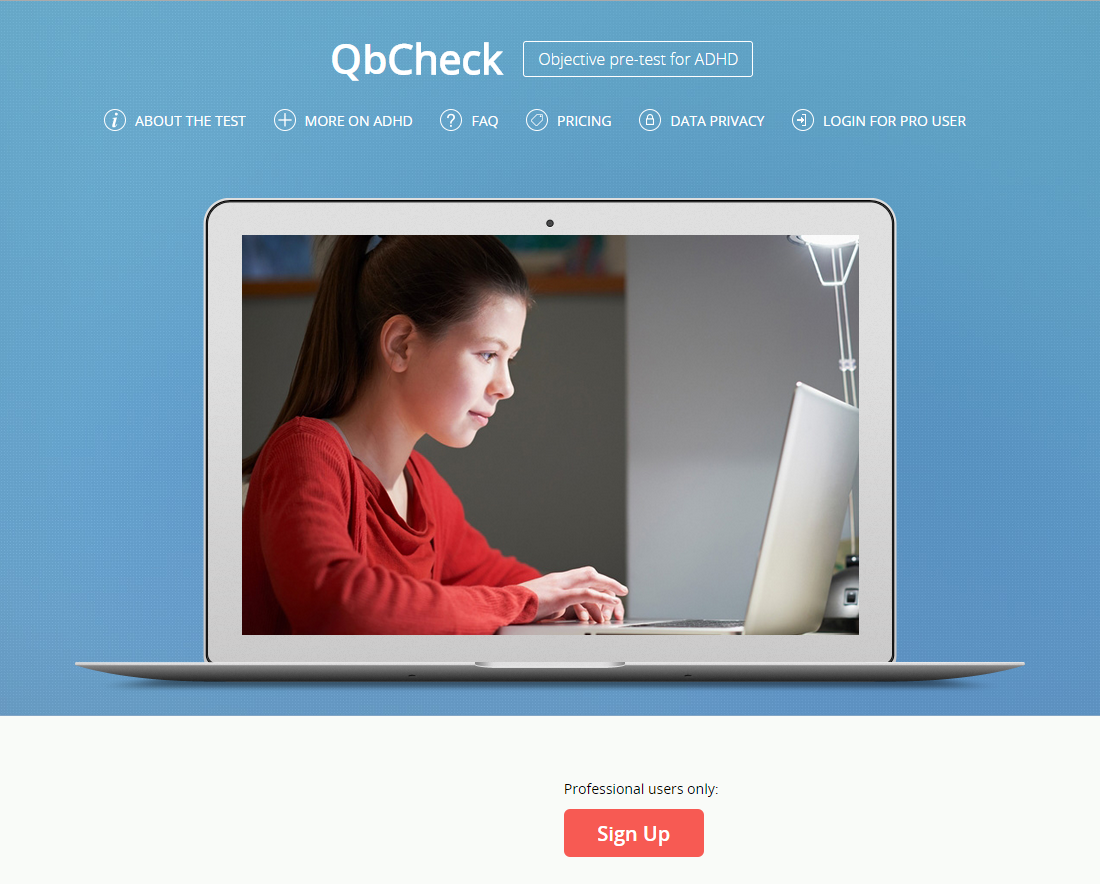 QbCheck Objective pre-test for ADHD
ABOUT THE TEST MORE ON ADHD FAQ PRICING DATA PRIVACY LOGIN FOR PRO USER
Professional users only:
Sign Up